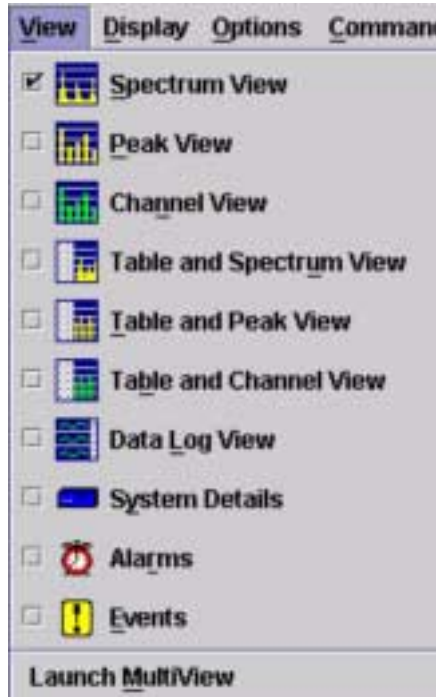 View Display Options Comman
Spectrum View
Peak View
Channel View
Table and Spectrum View
Table and Peak View
Table and Channel View
Data Log View
System Details
Alarms
Events
Launch MultiView